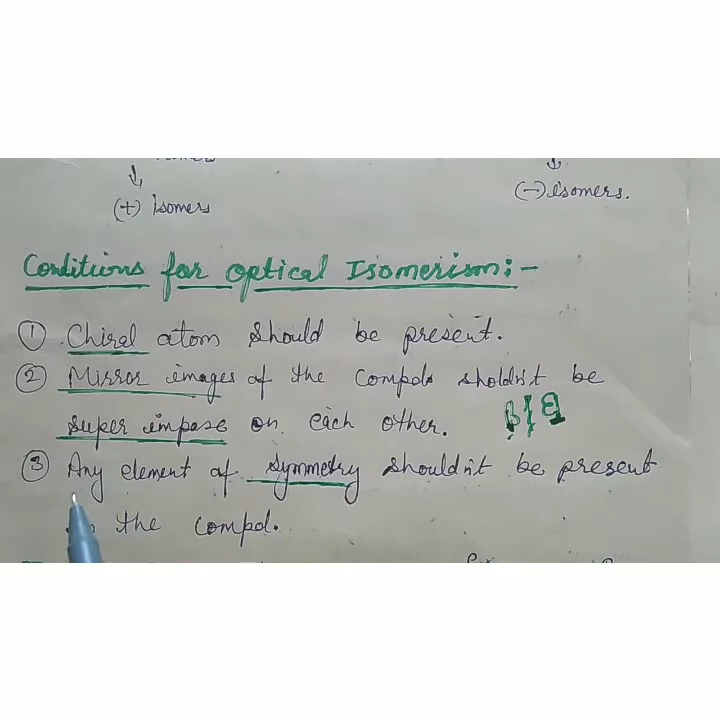 (+) isomers
(-) isomers.
Conditions for optical Isomerism:-
① Chiral atom should be present.
② Mirror images of the Compds sholdn't be
super impose on each other.
③ Any element of symmetry shouldn't be present
the compd.